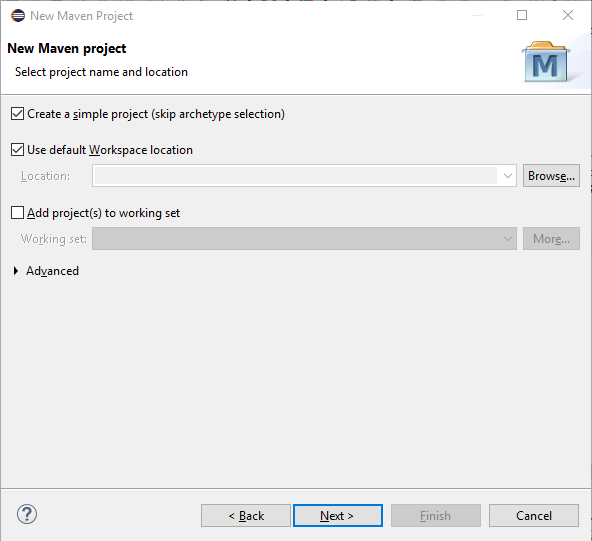 New Maven Project
New Maven project
Select project name and location
M
Create a simple project (skip archetype selection)
Use default Workspace location
Location:
Browse...
Add project(s) to working set
Working set:
More...
Advanced
?
< Back
Next >
Finish
Cancel